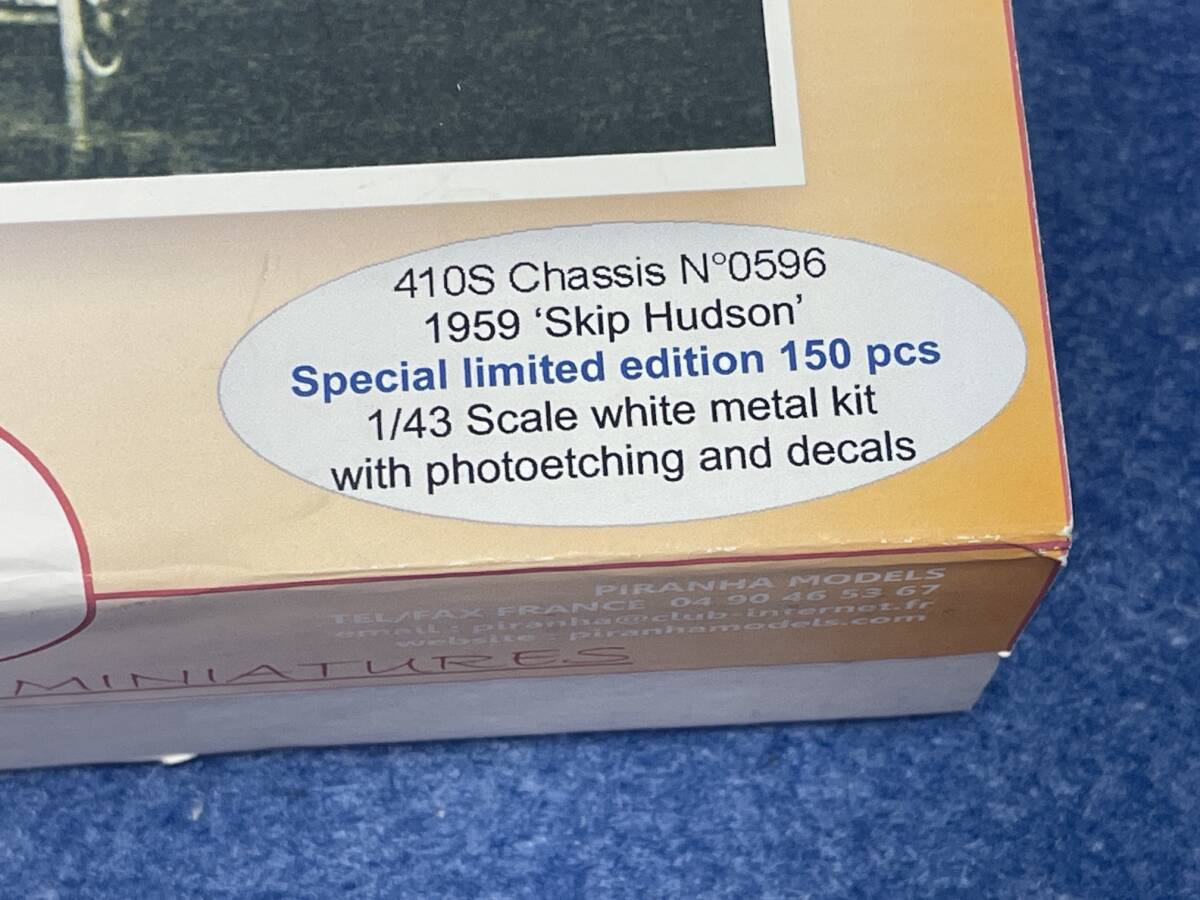 410S Chassis N°0596
1959 ‘Skip Hudson’
Special limited edition 150 pcs
1/43 Scale white metal kit
with photoetching and decals
PIRANHA MODELS
TEL/FAX FRANCE 04 90 46 53 67
email : piranha@club-internet.fr
website : piranhamodels.com
MINIATURES